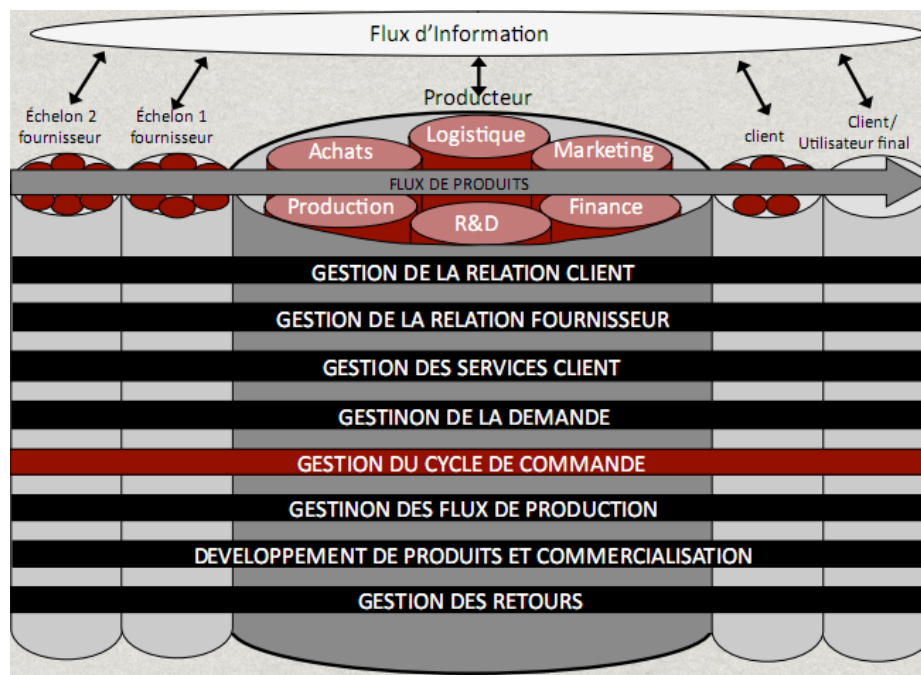 Flux d'Information
Producteur
Échelon 2
fournisseur
Échelon 1
fournisseur
client
Client/
Utilisateur final
Achats
Logistique
Marketing
FLUX DE PRODUITS
Production
R&D
Finance
GESTION DE LA RELATION CLIENT
GESTION DE LA RELATION FOURNISSEUR
GESTION DES SERVICES CLIENT
GESTINON DE LA DEMANDE
GESTION DU CYCLE DE COMMANDE
GESTINON DES FLUX DE PRODUCTION
DEVELOPPEMENT DE PRODUITS ET COMMERCIALISATION
GESTION DES RETOURS